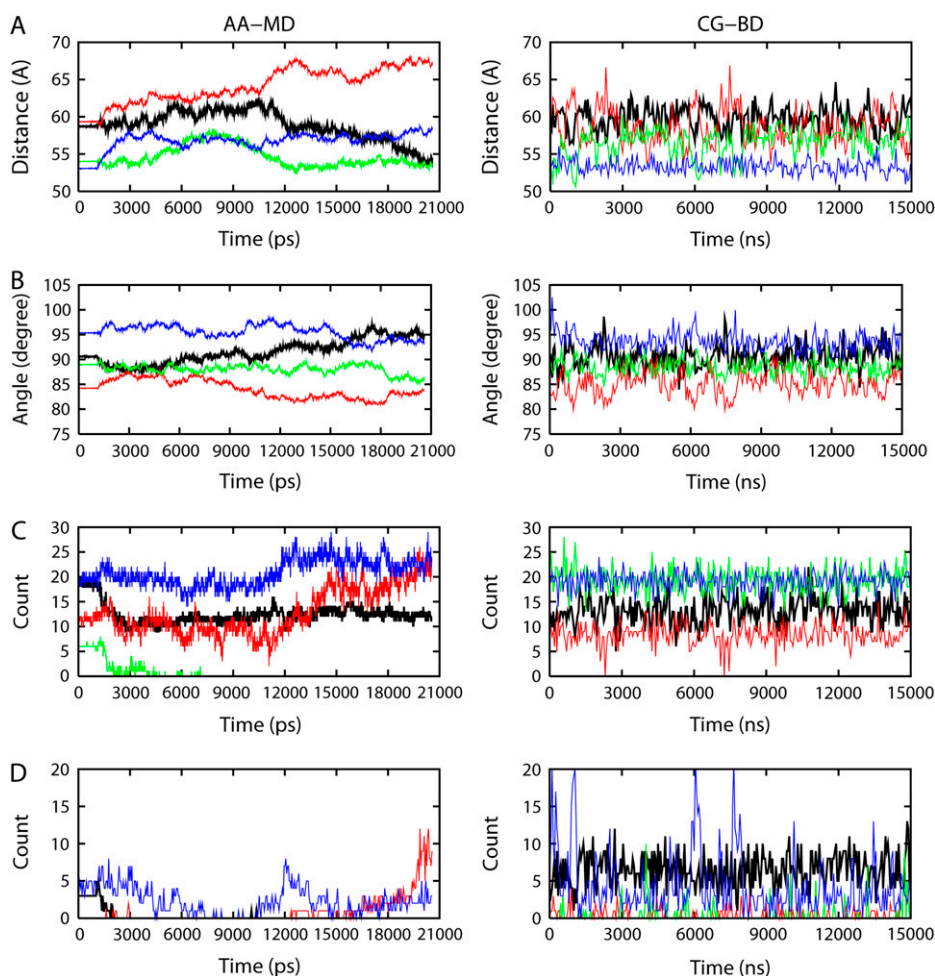 AA–MD CG–BD
A
Distance (A)
70
65
60
55
50
0 3000 6000 9000 12000 15000 18000 21000
Time (ps)
Distance (A)
70
65
60
55
50
0 3000 6000 9000 12000 15000
Time (ns)
B
Angle (degree)
105
100
95
90
85
80
75
0 3000 6000 9000 12000 15000 18000 21000
Time (ps)
Angle (degree)
105
100
95
90
85
80
75
0 3000 6000 9000 12000 15000
Time (ns)
C
Count
30
25
20
15
10
5
0
0 3000 6000 9000 12000 15000 18000 21000
Time (ps)
Count
30
25
20
15
10
5
0
0 3000 6000 9000 12000 15000
Time (ns)
D
Count
20
15
10
5
0
0 3000 6000 9000 12000 15000 18000 21000
Time (ps)
Count
20
15
10
5
0
0 3000 6000 9000 12000 15000
Time (ns)